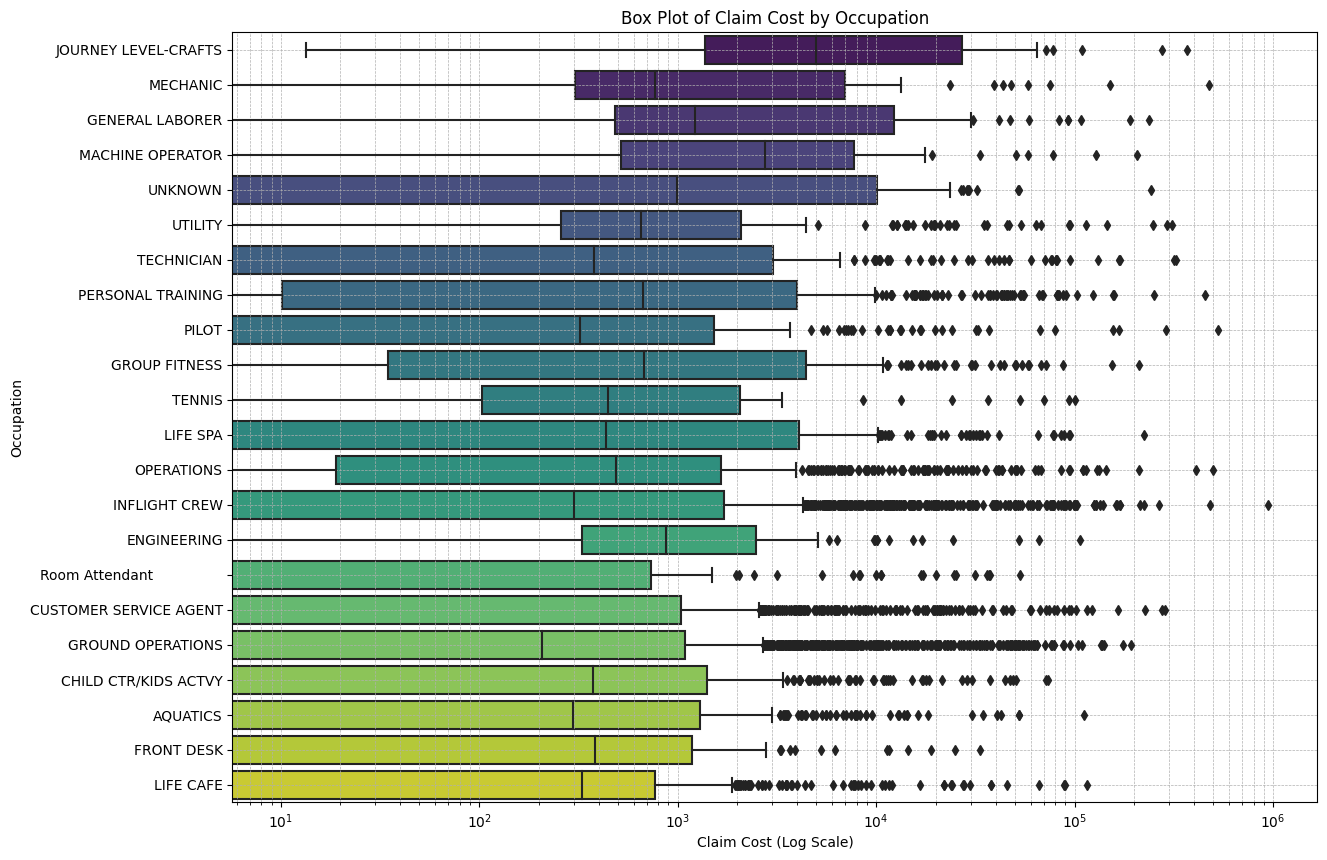 Box Plot of Claim Cost by Occupation
JOURNEY LEVEL-CRAFTS
MECHANIC
GENERAL LABORER
MACHINE OPERATOR
UNKNOWN
UTILITY
TECHNICIAN
PERSONAL TRAINING
PILOT
GROUP FITNESS
TENNIS
LIFE SPA
OPERATIONS
INFLIGHT CREW
ENGINEERING
Room Attendant
CUSTOMER SERVICE AGENT
GROUND OPERATIONS
CHILD CTR/KIDS ACTVY
AQUATICS
FRONT DESK
LIFE CAFE
Occupation
10¹ 10² 10³ 10⁴ 10⁵ 10⁶
Claim Cost (Log Scale)